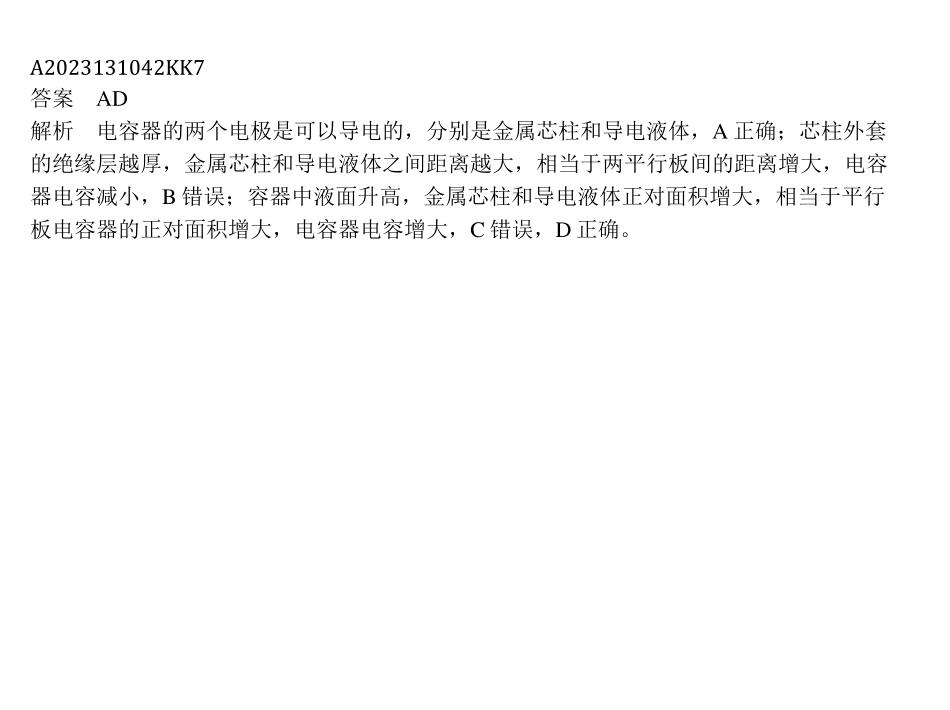 A2023131042KK7
答案 AD
解析 电容器的两个电极是可以导电的，分别是金属芯柱和导电液体，A 正确；芯柱外套
的绝缘层越厚，金属芯柱和导电液体之间距离越大，相当于两平行板间的距离增大，电容
器电容减小，B 错误；容器中液面升高，金属芯柱和导电液体正对面积增大，相当于平行
板电容器的正对面积增大，电容器电容增大，C 错误，D 正确。